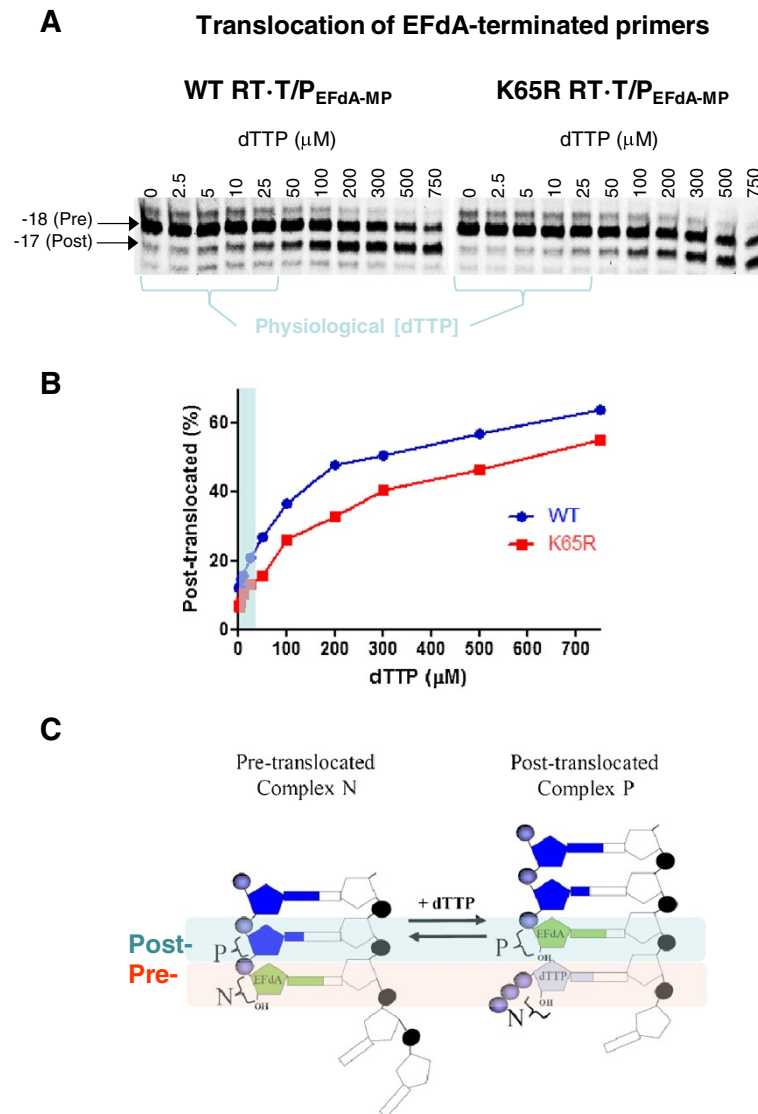 A
Translocation of EFdA-terminated primers
WT RT·T/PEFdA-MP
K65R RT·T/PEFdA-MP
dTTP (μM)
dTTP (μM)
0 2.5 5 10 25 50 100 200 300 500 750
0 2.5 5 10 25 50 100 200 300 500 750
-18 (Pre)
-17 (Post)
Physiological [dTTP]
B
Post-translocated (%)
60
40
20
0
WT
K65R
0 100 200 300 400 500 600 700
dTTP (μM)
C
Pre-translocated
Complex N
Post-translocated
Complex P
+ dTTP
Post-
P
EFdA
P
OH
Pre-
EFdA
N
OH
dTTP
OH
N